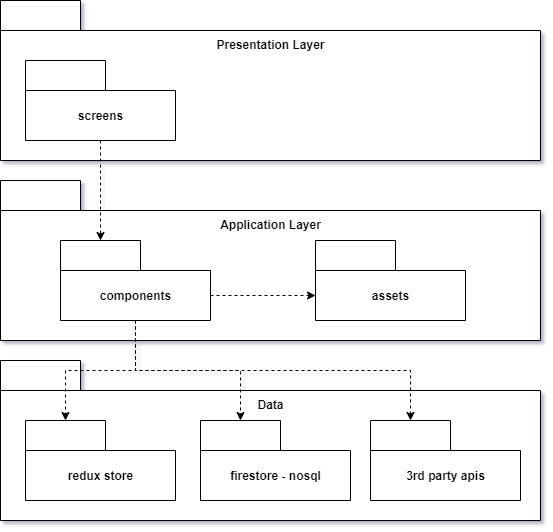 Presentation Layer
screens
Application Layer
components
assets
Data
redux store
firestore - nosql
3rd party apis